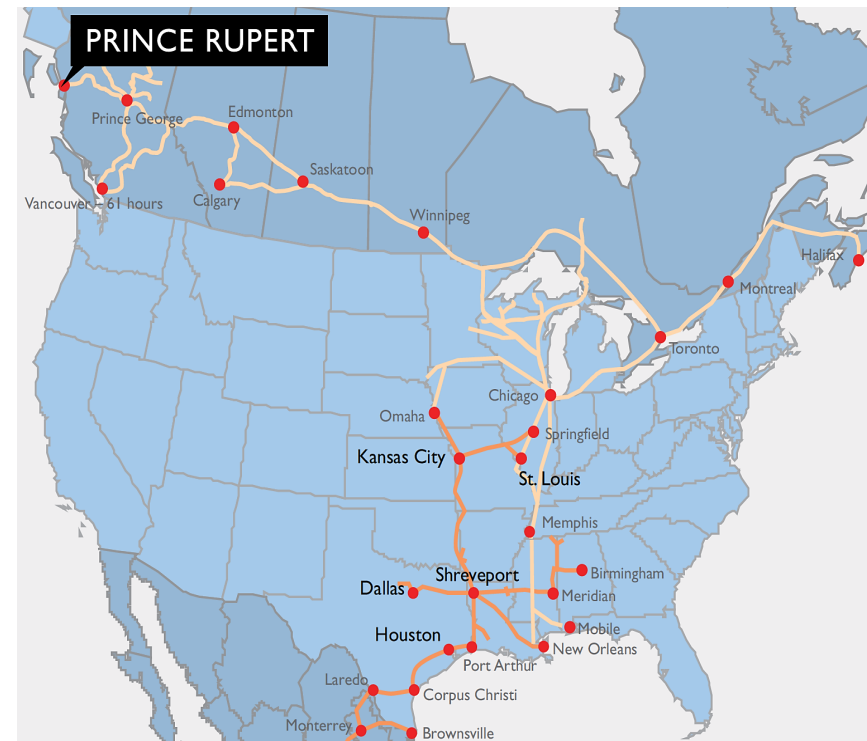 PRINCE RUPERT
Prince George
Edmonton
Saskatoon
Vancouver – 61 hours
Calgary
Winnipeg
Halifax
Montreal
Toronto
Chicago
Omaha
Springfield
Kansas City
St. Louis
Memphis
Shreveport
Birmingham
Dallas
Meridian
Houston
Mobile
New Orleans
Port Arthur
Laredo
Corpus Christi
Monterrey
Brownsville